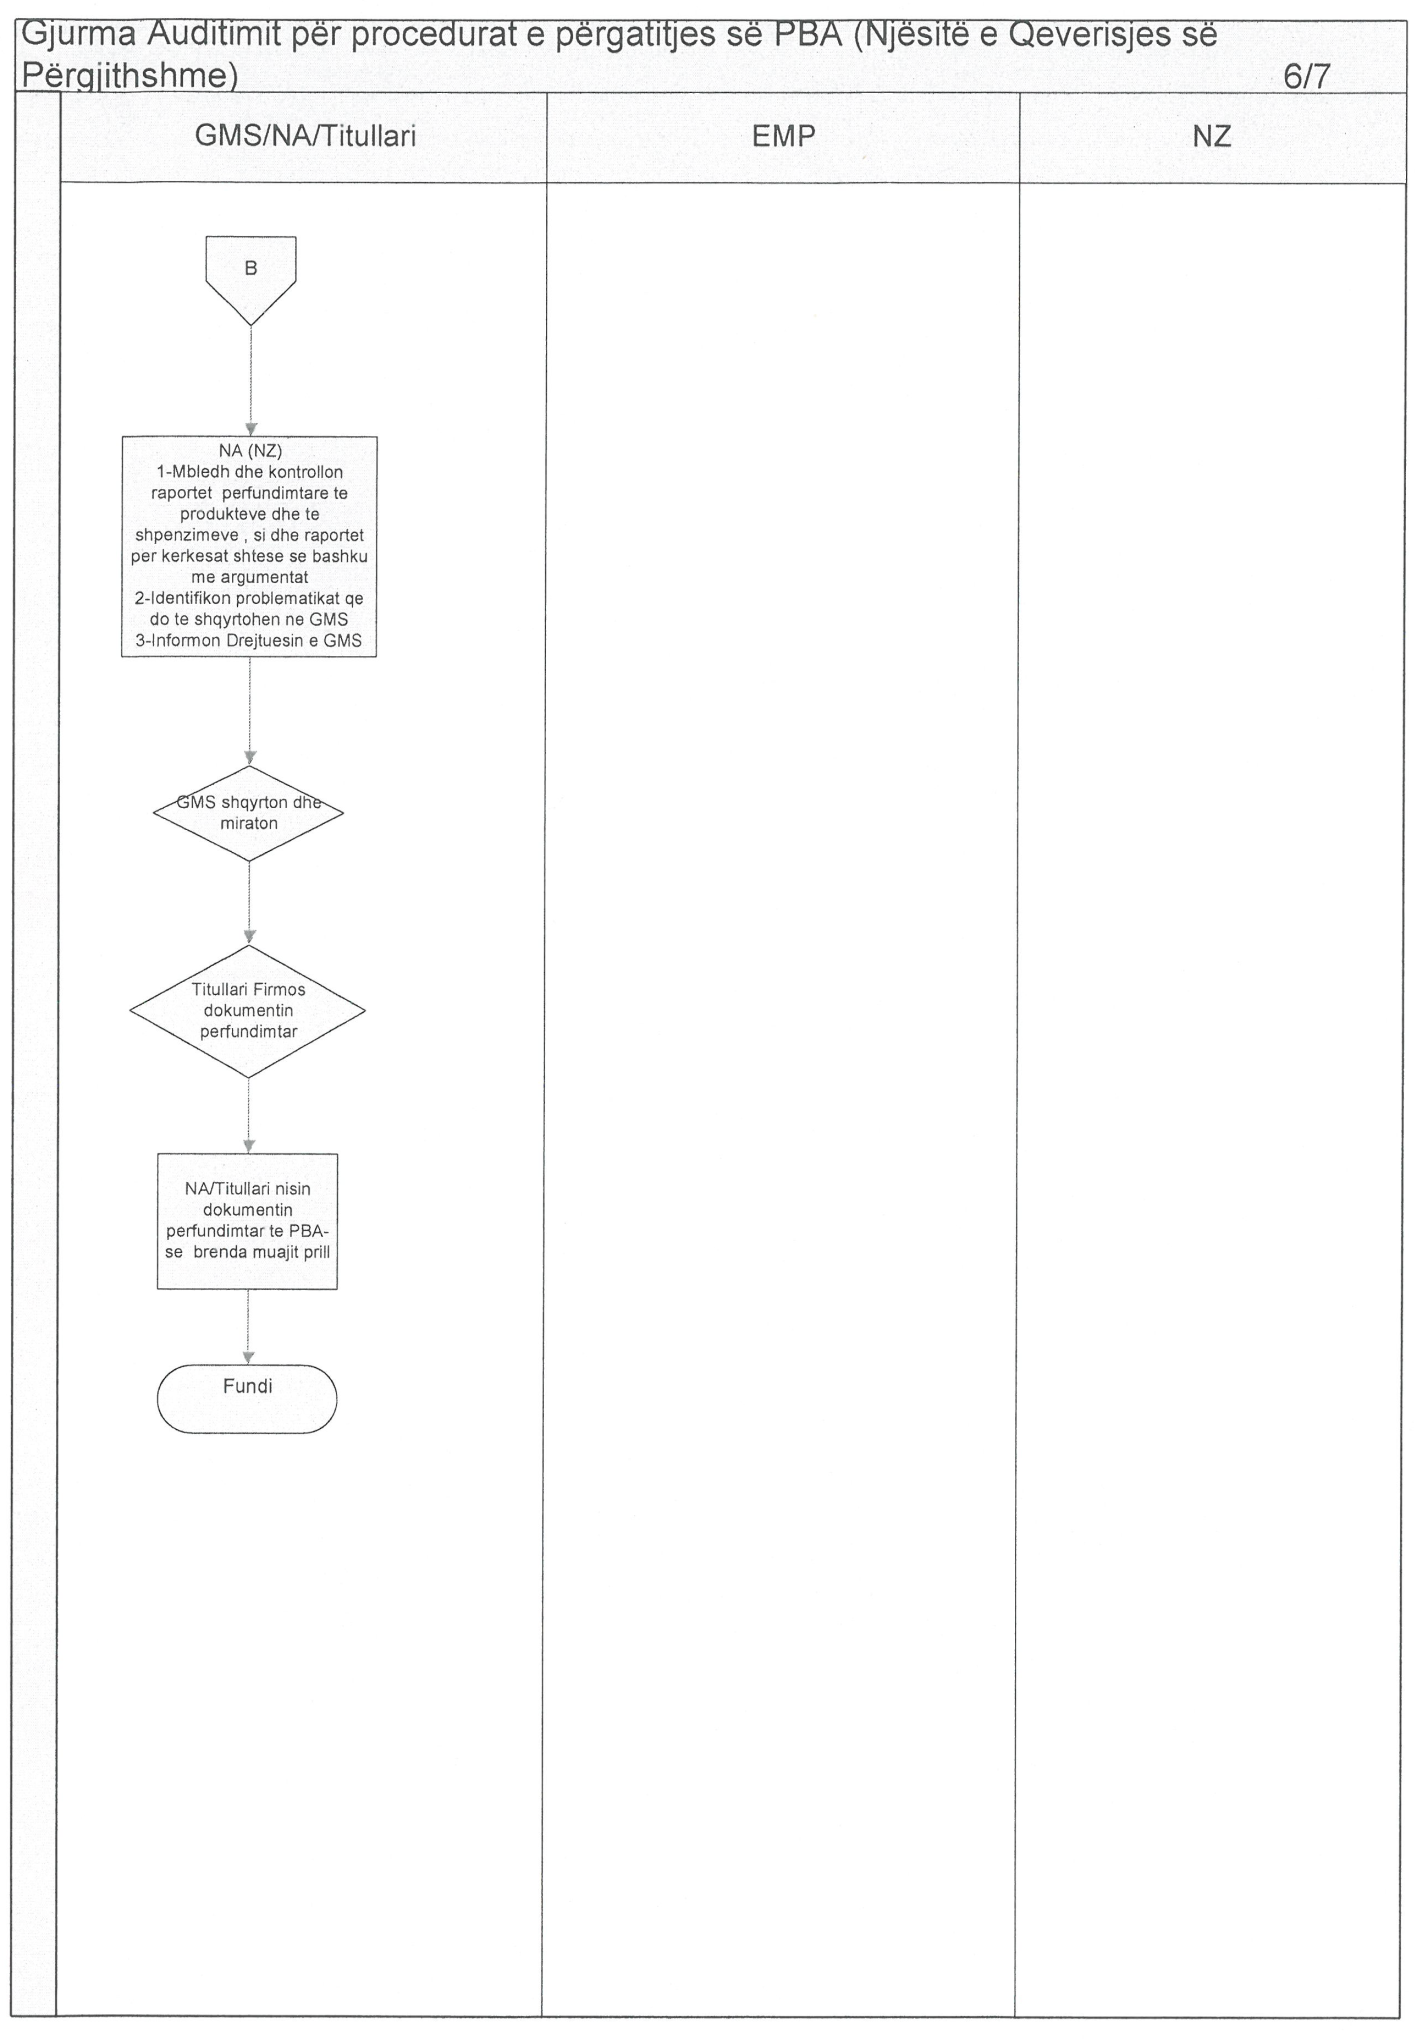 Gjurma Auditimit për procedurat e përgatitjes së PBA (Njësitë e Qeverisjes së
Përgjithshme) 6/7
GMS/NA/Titullari
EMP
NZ
B
NA (NZ)
1-Mbledh dhe kontrollon
raportet perfundimtare te
produkteve dhe te
shpenzimeve , si dhe raportet
per kerkesat shtese se bashku
me argumentat
2-Identifikon problematikat qe
do te shqyrtohen ne GMS
3-Informon Drejtuesin e GMS
GMS shqyrton dhe
miraton
Titullari Firmos
dokumentin
perfundimtar
NA/Titullari nisin
dokumentin
perfundimtar te PBA-
se brenda muajit prill
Fundi